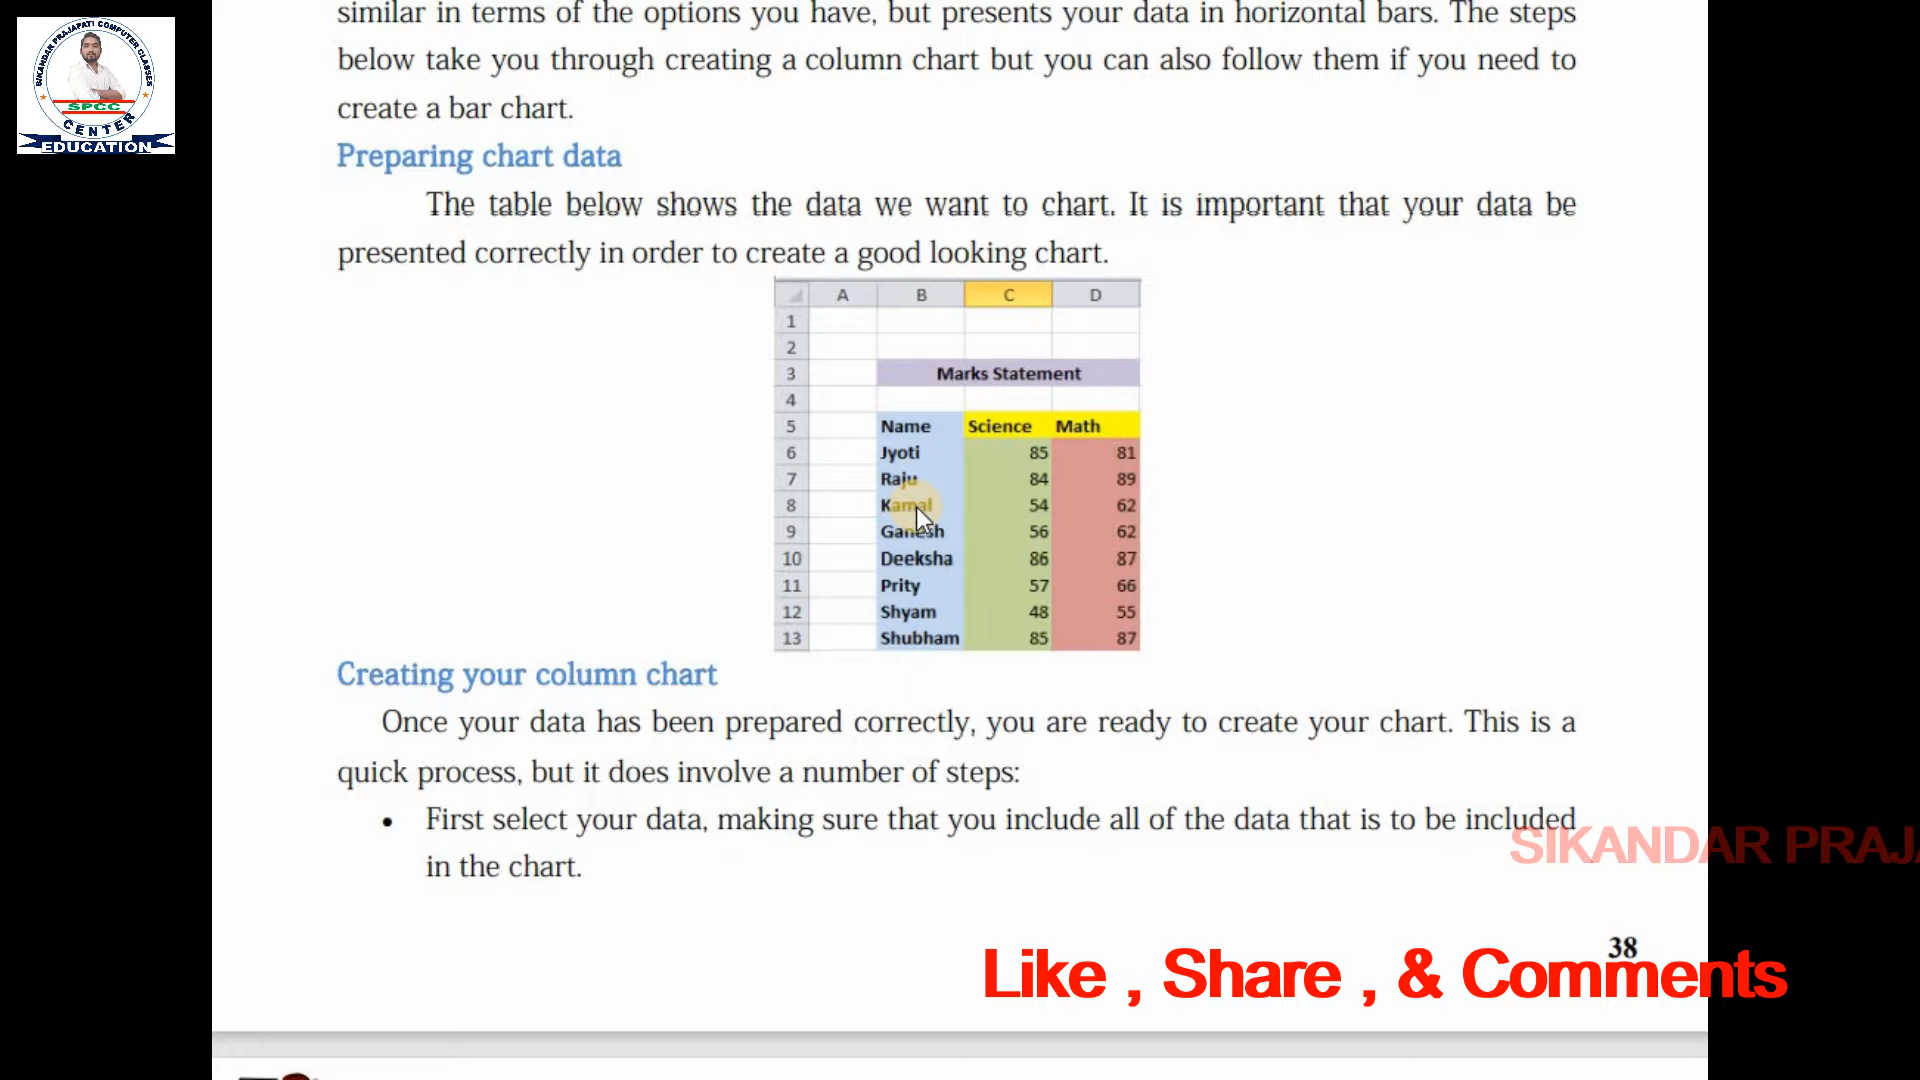 SIKANDAR PRAJAPATI COMPUTER CLASSES
SPCC
CENTER
EDUCATION
similar in terms of the options you have, but presents your data in horizontal bars. The steps
below take you through creating a column chart but you can also follow them if you need to
create a bar chart.
Preparing chart data
The table below shows the data we want to chart. It is important that your data be
presented correctly in order to create a good looking chart.
A B C D
1
2
3 Marks Statement
4
5 Name Science Math
6 Jyoti 85 81
7 Raju 84 89
8 Kamal 54 62
9 Ganesh 56 62
10 Deeksha 86 87
11 Prity 57 66
12 Shyam 48 55
13 Shubham 85 87
Creating your column chart
Once your data has been prepared correctly, you are ready to create your chart. This is a
quick process, but it does involve a number of steps:
• First select your data, making sure that you include all of the data that is to be included
in the chart.
SIKANDAR PRAJA
38
Like , Share , & Comments